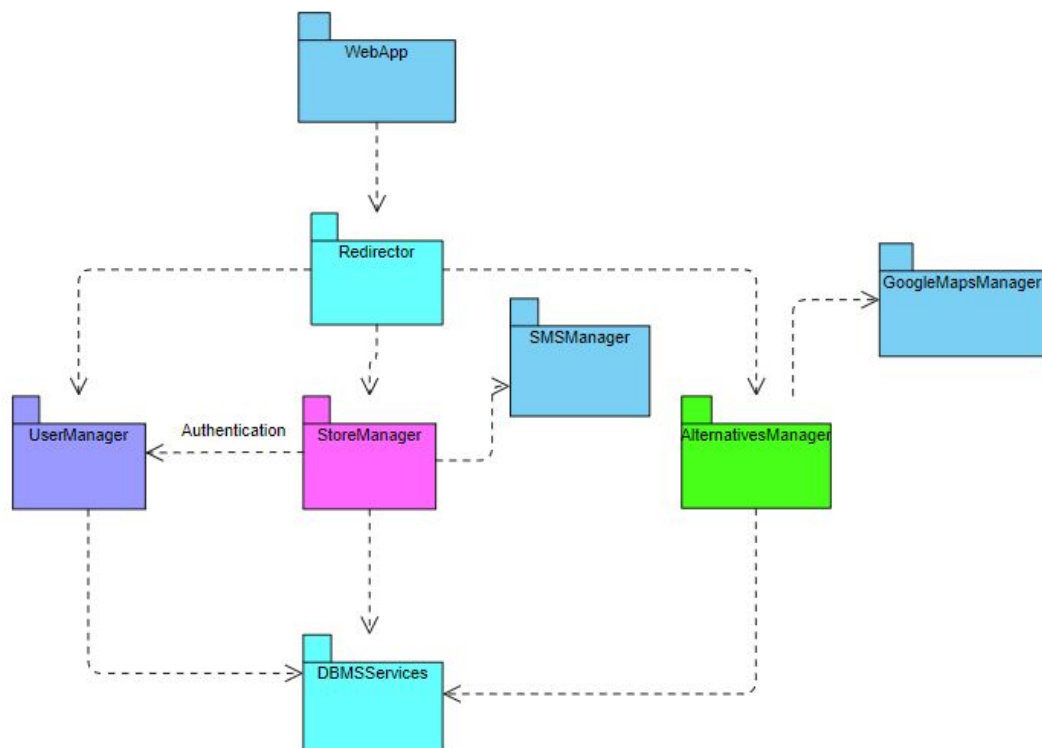 WebApp
Redirector
GoogleMapsManager
SMSManager
UserManager
Authentication
StoreManager
AlternativesManager
DBMSServices